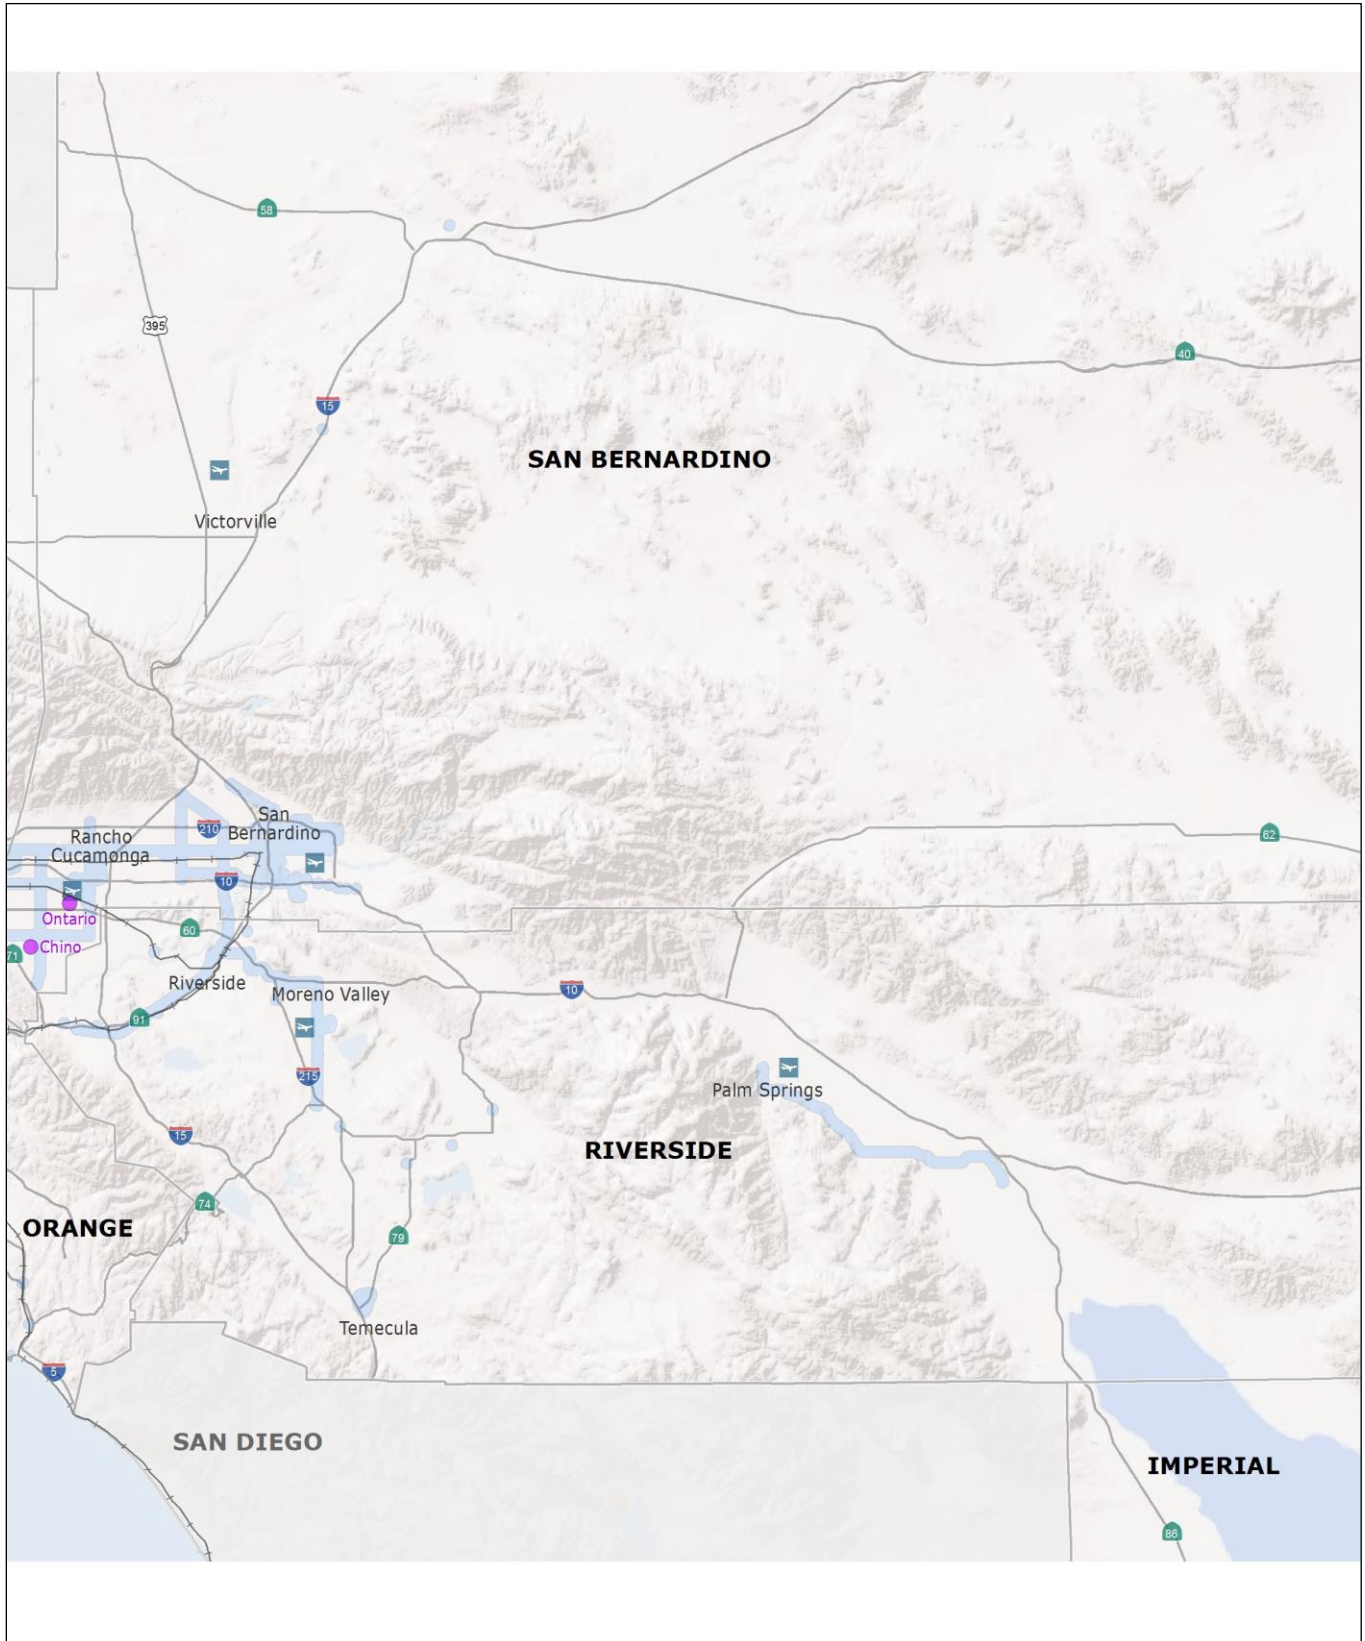 58
395
40
15
SAN BERNARDINO
Victorville
San
Bernardino
210
Rancho
Cucamonga
62
10
Ontario
60
Chino
71
Riverside
Moreno Valley
10
91
215
Palm Springs
15
RIVERSIDE
74
ORANGE
79
Temecula
5
SAN DIEGO
IMPERIAL
86